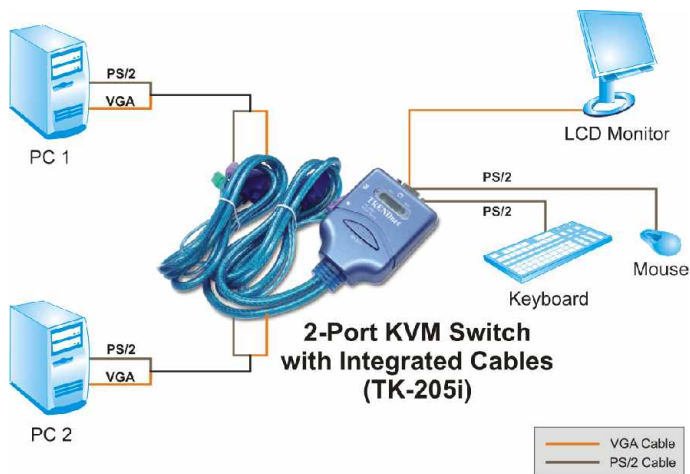 PS/2
VGA
PC 1
LCD Monitor
PS/2
PS/2
TRENDnet
Mouse
Keyboard
2-Port KVM Switch
with Integrated Cables
(TK-205i)
PS/2
VGA
PC 2
VGA Cable
PS/2 Cable